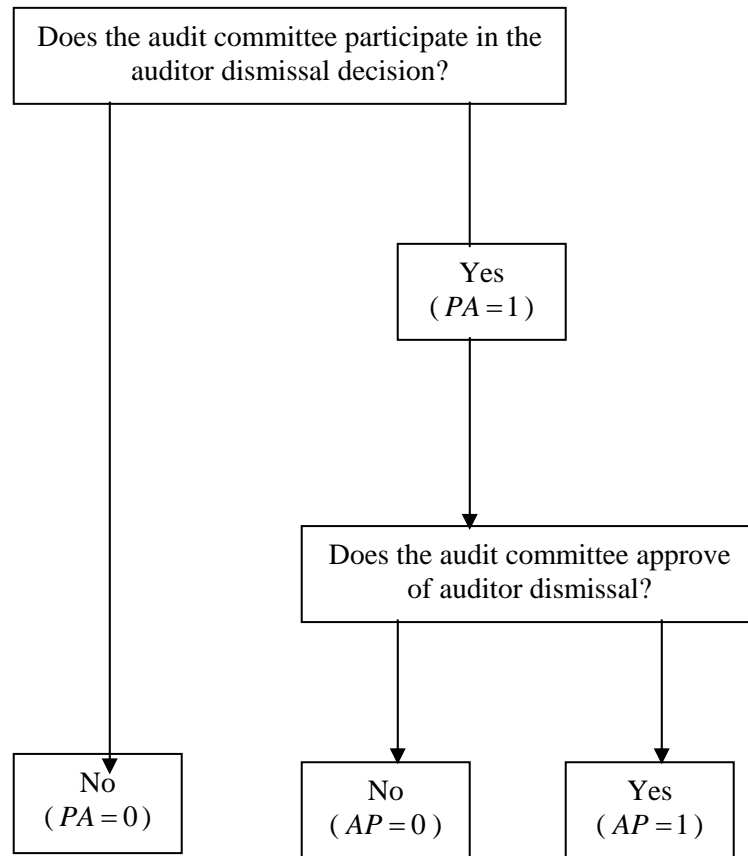 Does the audit committee participate in the
auditor dismissal decision?
Yes
( PA = 1 )
Does the audit committee approve
of auditor dismissal?
No
( PA = 0 )
No
( AP = 0 )
Yes
( AP = 1 )